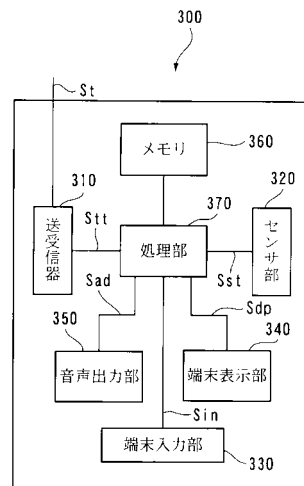 300
St
メモリ
360
310
送受信器
Stt
370
処理部
320
センサ部
Sst
Sad
Sdp
350
音声出力部
340
端末表示部
Sin
端末入力部
330